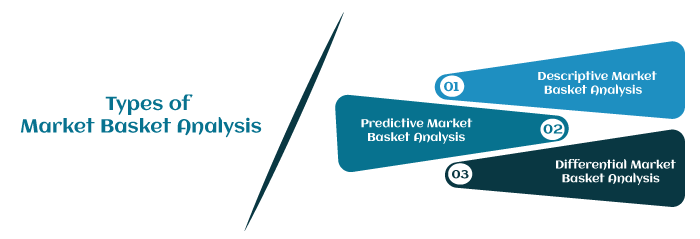 Types of
Market Basket Analysis
01
Descriptive Market
Basket Analysis
Predictive Market
Basket Analysis
02
03
Differential Market
Basket Analysis